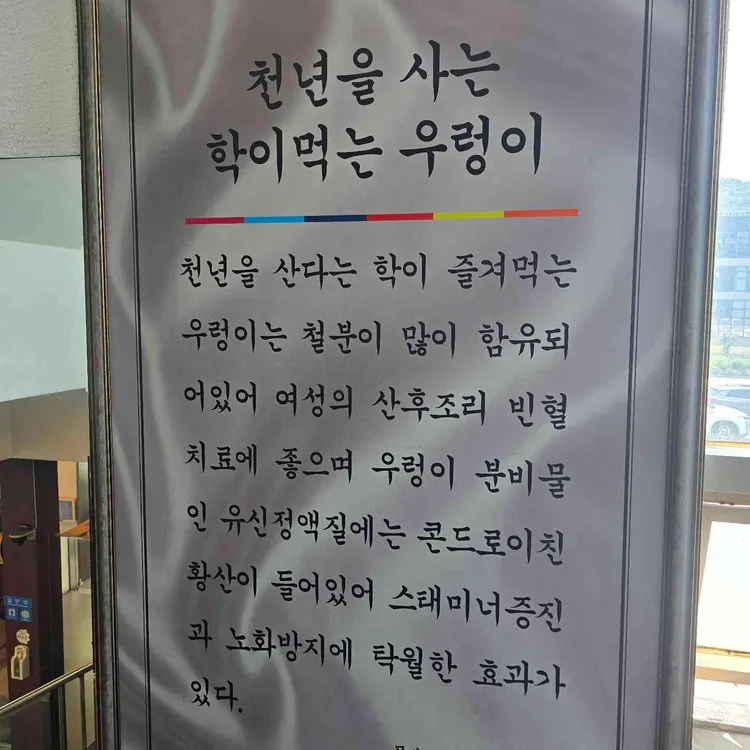 천년을 사는
학이먹는 우렁이
천년을 산다는 학이 즐겨먹는
우렁이는 철분이 많이 함유되
어있어 여성의 산후조리 빈혈
치료에 좋으며 우렁이 분비물
인 유신정액질에는 콘드로이친
황산이 들어있어 스태미너증진
과 노화방지에 탁월한 효과가
있다.